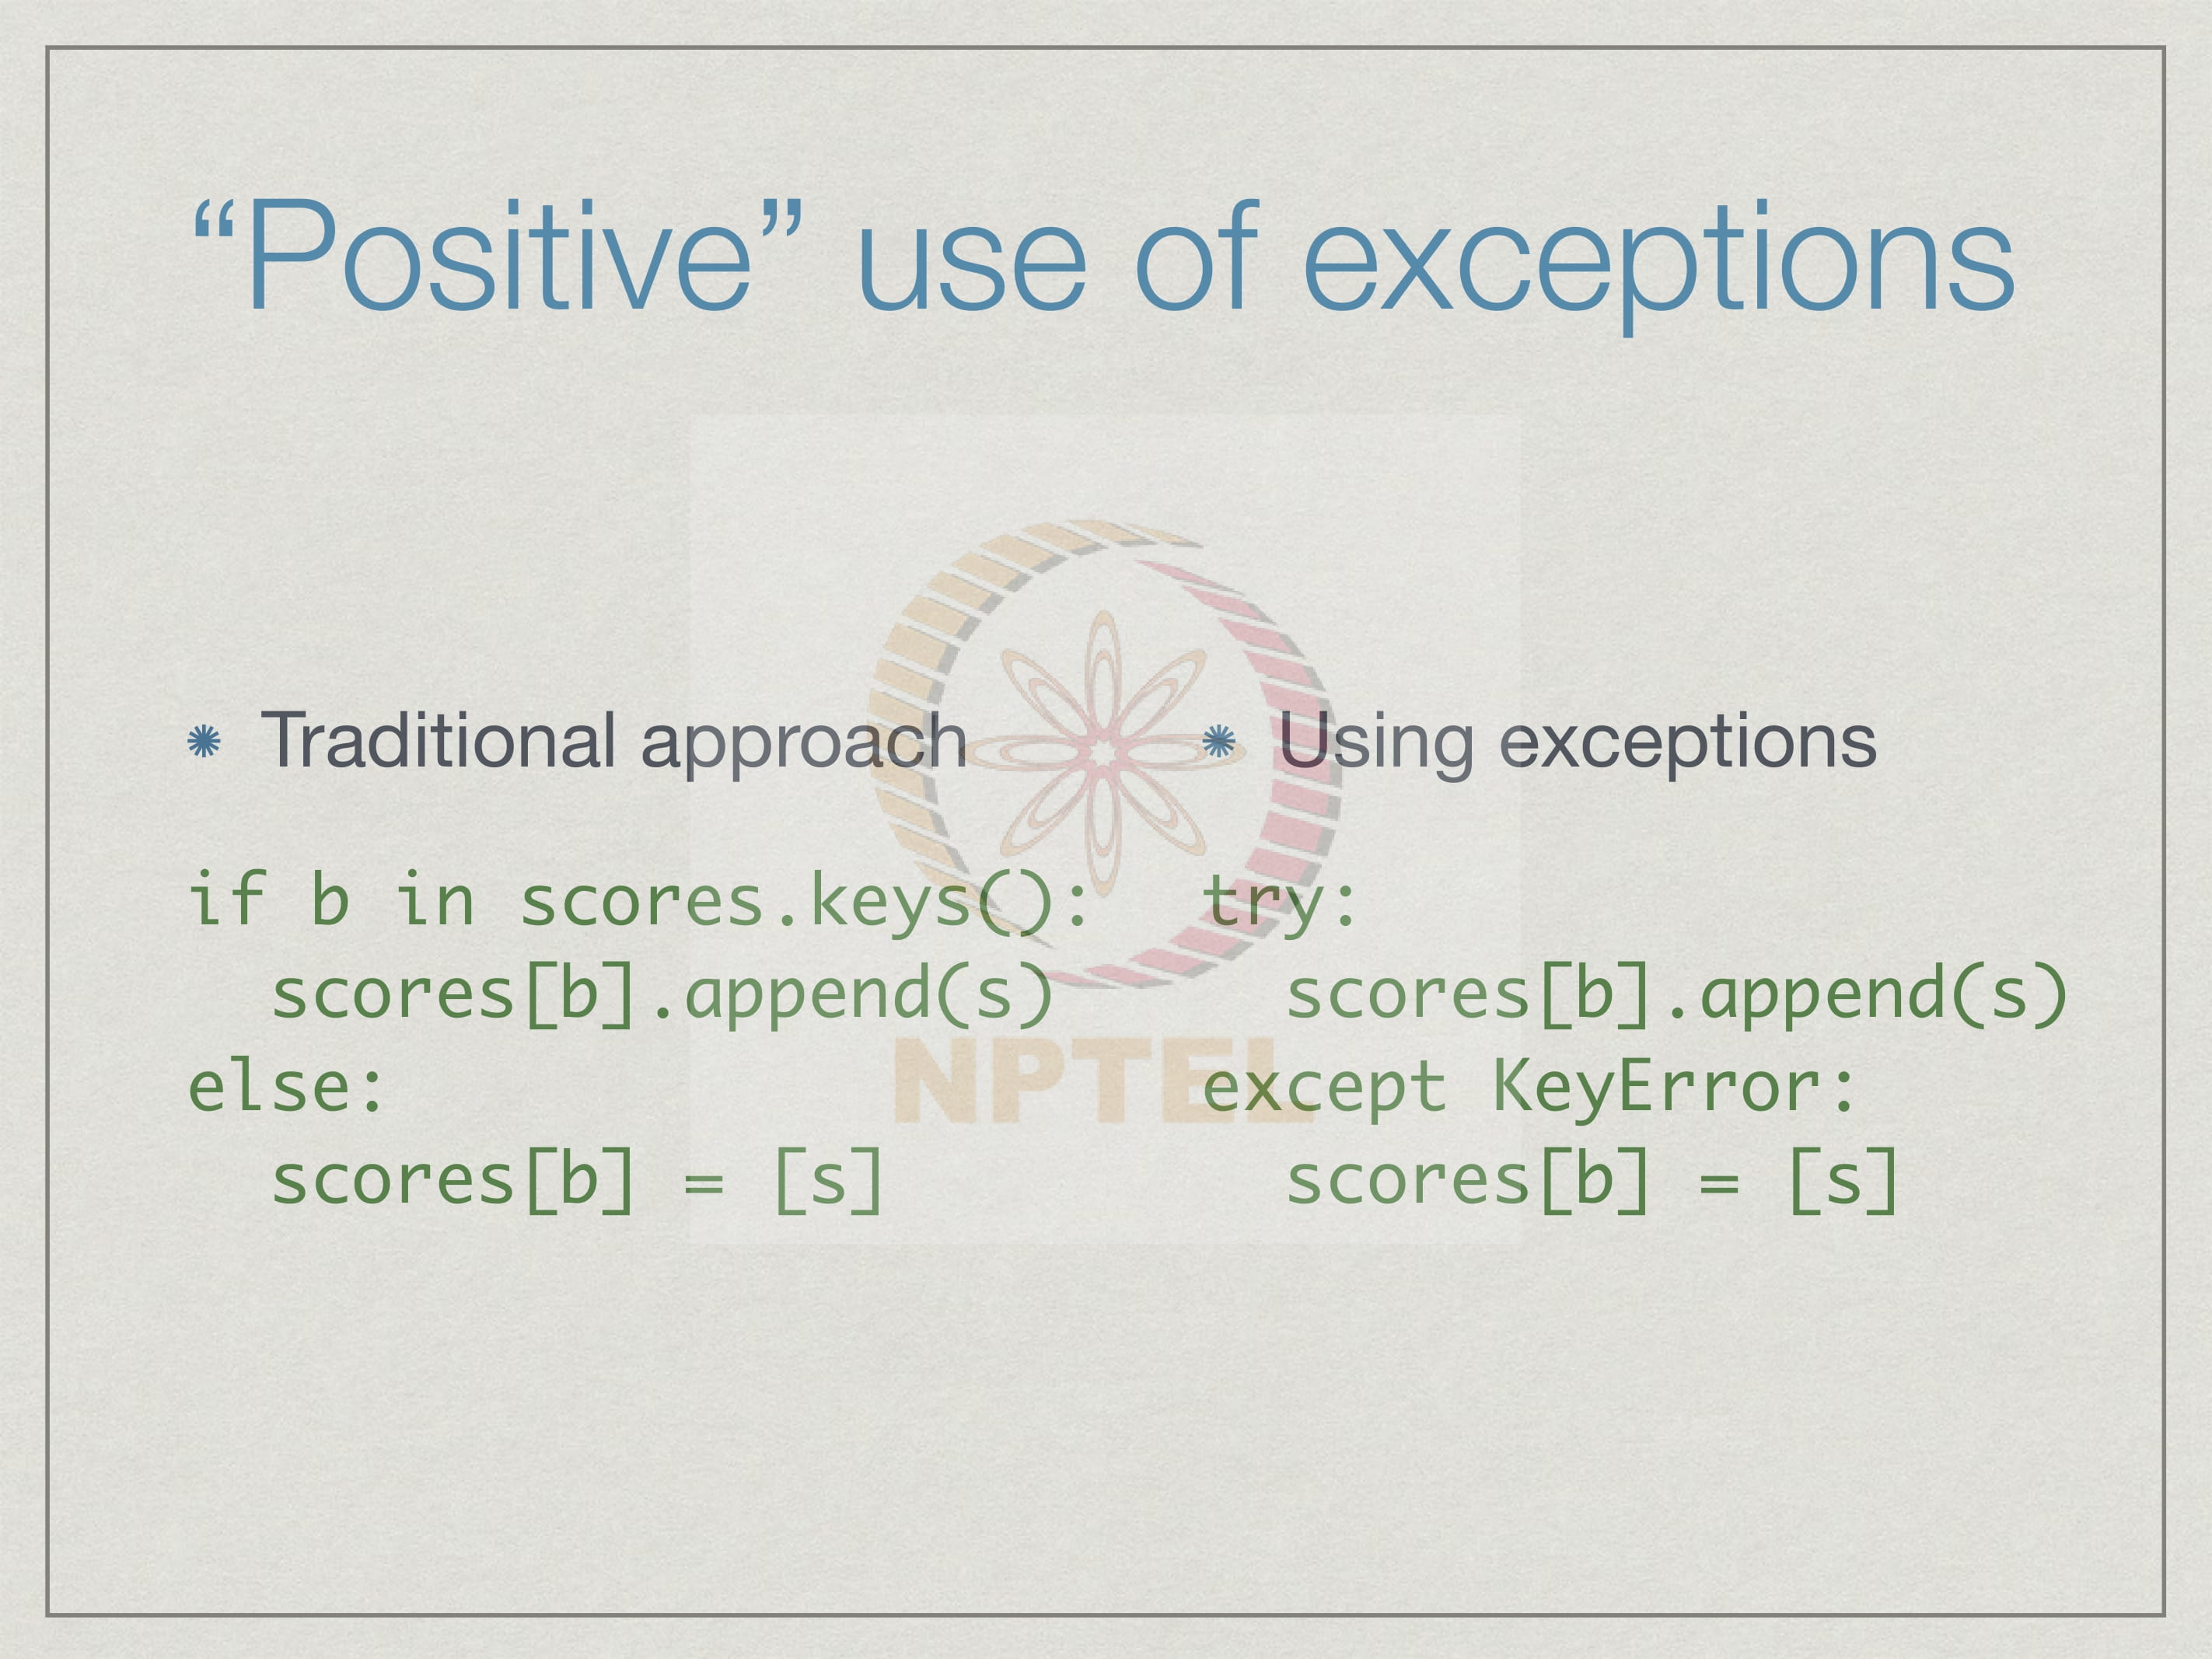 “Positive” use of exceptions
Traditional approach
if b in scores.keys():
  scores[b].append(s)
else:
  scores[b] = [s]
Using exceptions
try:
  scores[b].append(s)
except KeyError:
  scores[b] = [s]
NPTEL